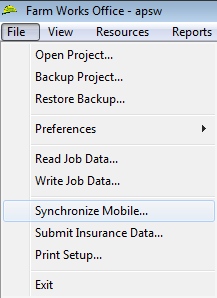 Farm Works Office - apsw
File View Resources Reports
Open Project...
Backup Project...
Restore Backup...
Preferences
Read Job Data...
Write Job Data...
Synchronize Mobile...
Submit Insurance Data...
Print Setup...
Exit